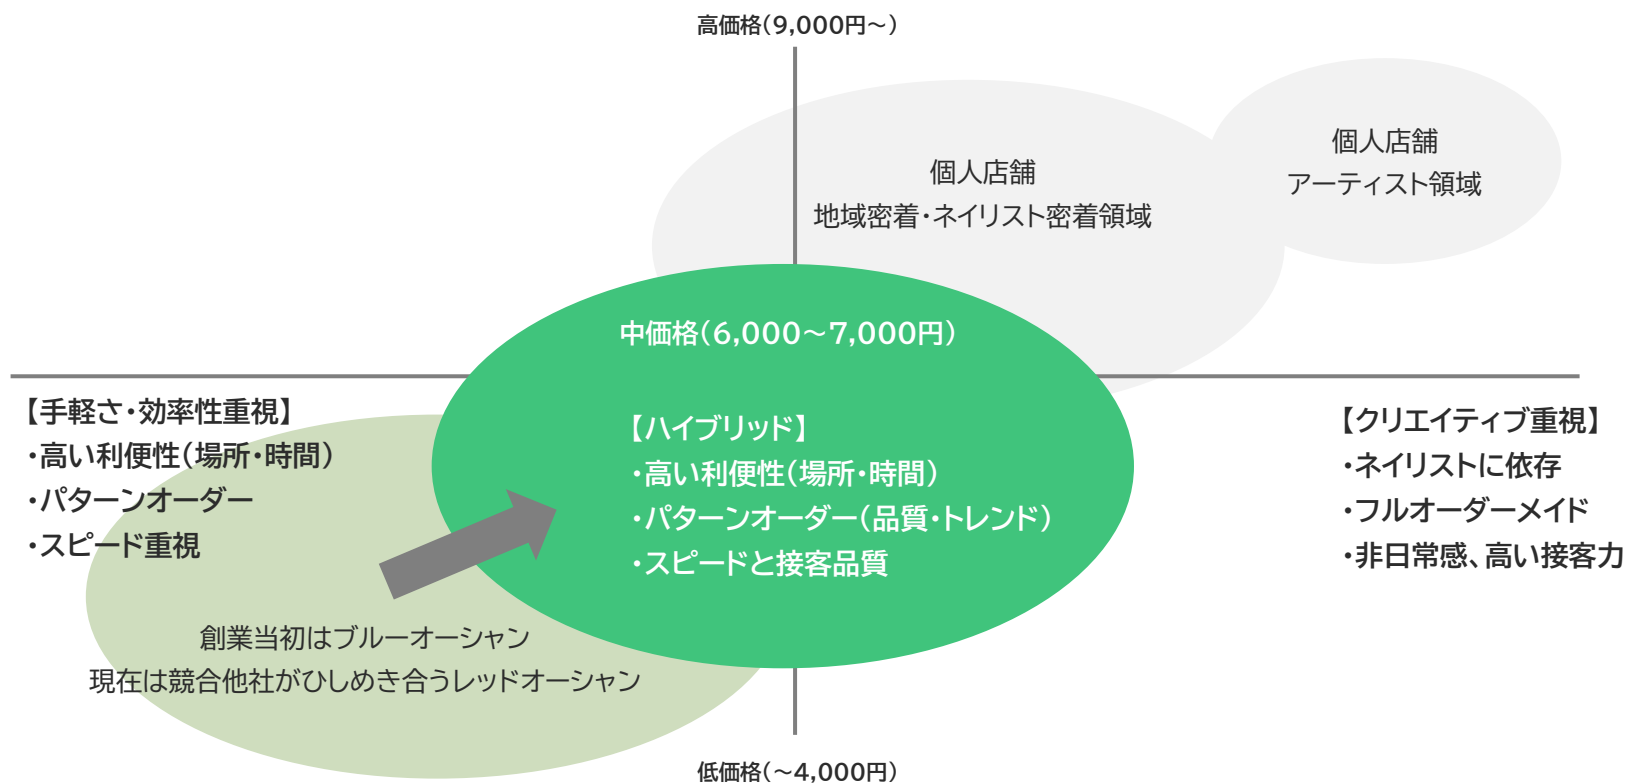 高価格(9,000円～)
個人店舗
地域密着・ネイリスト密着領域
個人店舗
アーティスト領域
中価格(6,000～7,000円)
【手軽さ・効率性重視】
・高い利便性(場所・時間)
・パターンオーダー
・スピード重視
【ハイブリッド】
・高い利便性(場所・時間)
・パターンオーダー(品質・トレンド)
・スピードと接客品質
【クリエイティブ重視】
・ネイリストに依存
・フルオーダーメイド
・非日常感、高い接客力
創業当初はブルーオーシャン
現在は競合他社がひしめき合うレッドオーシャン
低価格(～4,000円)